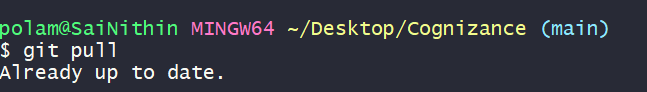 polam@SaiNithin MINGW64 ~/Desktop/Cognizance (main)
$ git pull
Already up to date.